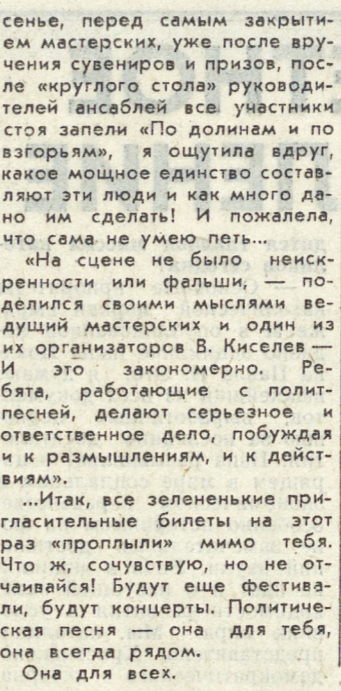 сенье, перед самым закрыти-
ем мастерских, уже после вру-
чения сувениров и призов, пос-
ле «круглого стола» руководи-
телей ансаблей все участники
стоя запели «По долинам и по
взгорьям», я ощутила вдруг,
какое мощное единство состав-
ляют эти люди и как много да-
но им сделать! И пожалела,
что сама не умею петь...
«На сцене не было неиск-
ренности или фальши, — по-
делился своими мыслями ве-
дущий мастерских и один из
их организаторов В. Киселев —
И это закономерно. Ре-
бята, работающие с полит-
песней, делают серьезное и
ответственное дело, побуждая
и к размышлениям, и к дейст-
виям».
...Итак, все зелененькие при-
гласительные билеты на этот
раз «проплыли» мимо тебя.
Что ж, сочувствую, но не от-
чаивайся! Будут еще фестива-
ли, будут концерты. Политиче-
ская песня — она для тебя,
она всегда рядом.
Она для всех.